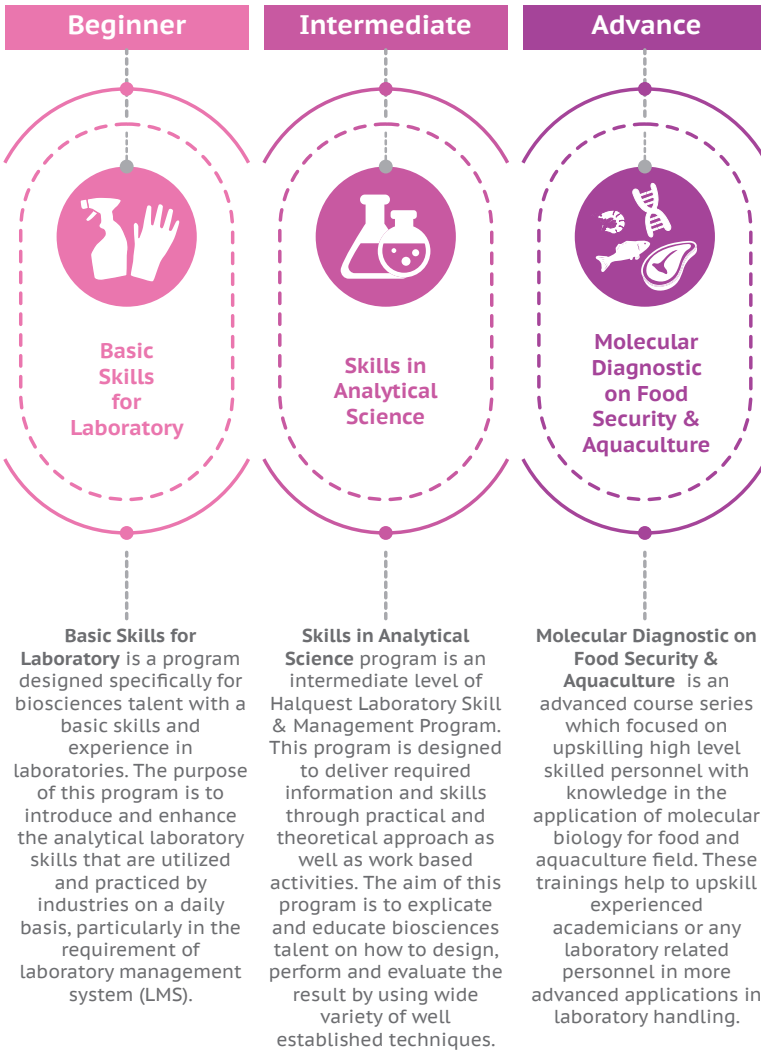 Beginner
Basic
Skills
for
Laboratory
Basic Skills for
Laboratory is a program
designed specifically for
biosciences talent with a
basic skills and
experience in
laboratories. The purpose
of this program is to
introduce and enhance
the analytical laboratory
skills that are utilized
and practiced by
industries on a daily
basis, particularly in the
requirement of
laboratory management
system (LMS).
Intermediate
Skills in
Analytical
Science
Skills in Analytical
Science program is an
intermediate level of
Halquest Laboratory Skill
& Management Program.
This program is designed
to deliver required
information and skills
through practical and
theoretical approach as
well as work based
activities. The aim of this
program is to explicate
and educate biosciences
talent on how to design,
perform and evaluate the
result by using wide
variety of well
established techniques.
Advance
Molecular
Diagnostic
on Food
Security &
Aquaculture
Molecular Diagnostic on
Food Security &
Aquaculture is an
advanced course series
which focused on
upskilling high level
skilled personnel with
knowledge in the
application of molecular
biology for food and
aquaculture field. These
trainings help to upskill
experienced
academicians or any
laboratory related
personnel in more
advanced applications in
laboratory handling.